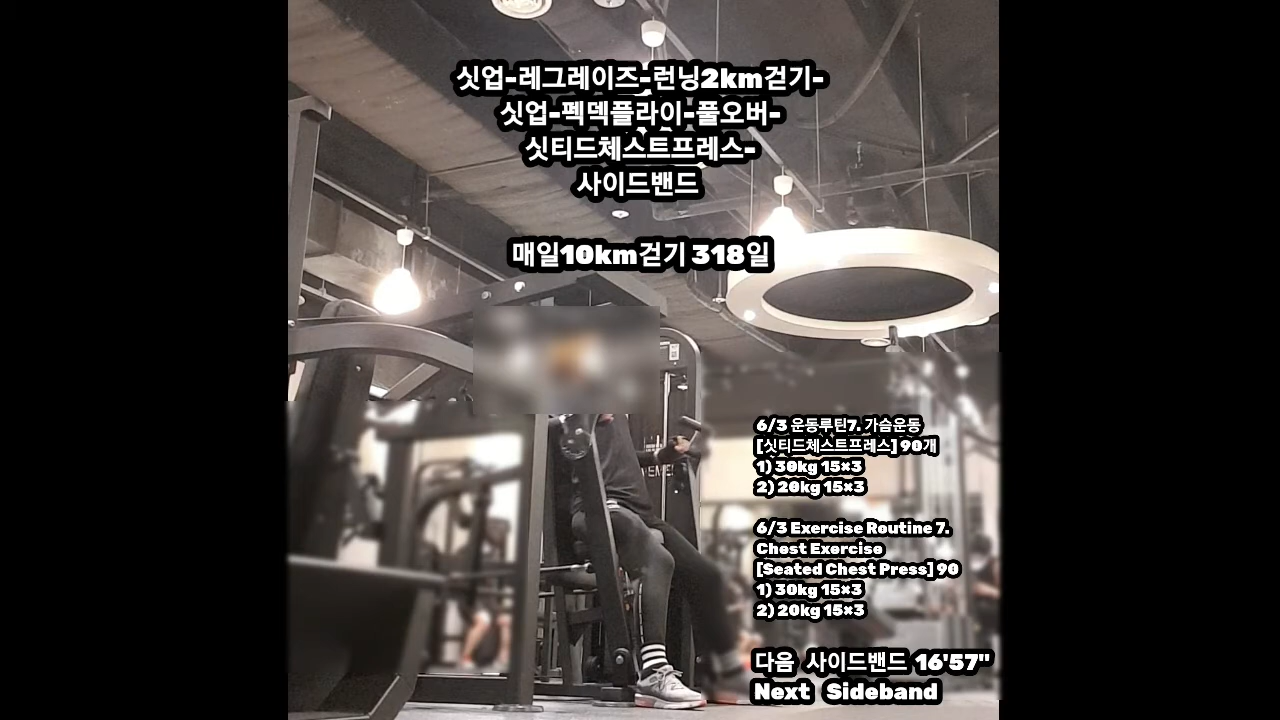 싯업-레그레이즈-런닝2km걷기-
싯업-펙덱플라이-풀오버-
싯티드체스트프레스-
사이드밴드
매일10km걷기 318일
6/3 운동루틴7. 가슴운동
[싯티드체스트프레스] 90개
1) 30kg 15×3
2) 20kg 15×3
6/3 Exercise Routine 7.
Chest Exercise
[Seated Chest Press] 90
1) 30kg 15×3
2) 20kg 15×3
다음 사이드밴드 16'57"
Next Sideband